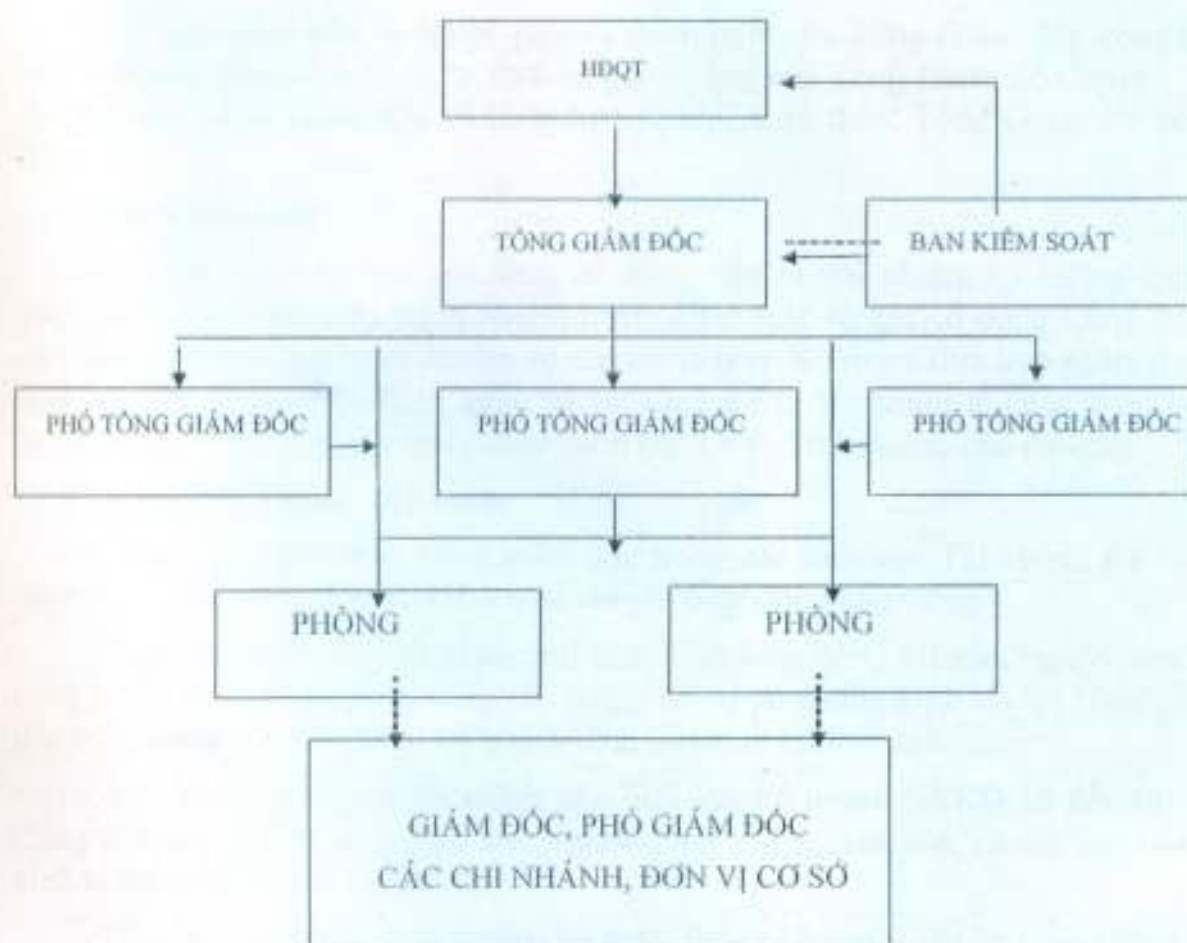 HĐQT
TỔNG GIÁM ĐỐC
BAN KIỂM SOÁT
PHÓ TỔNG GIÁM ĐỐC
PHÓ TỔNG GIÁM ĐỐC
PHÓ TỔNG GIÁM ĐỐC
PHÒNG
PHÒNG
GIÁM ĐỐC, PHÓ GIÁM ĐỐC
CÁC CHI NHÁNH, ĐƠN VỊ CƠ SỞ